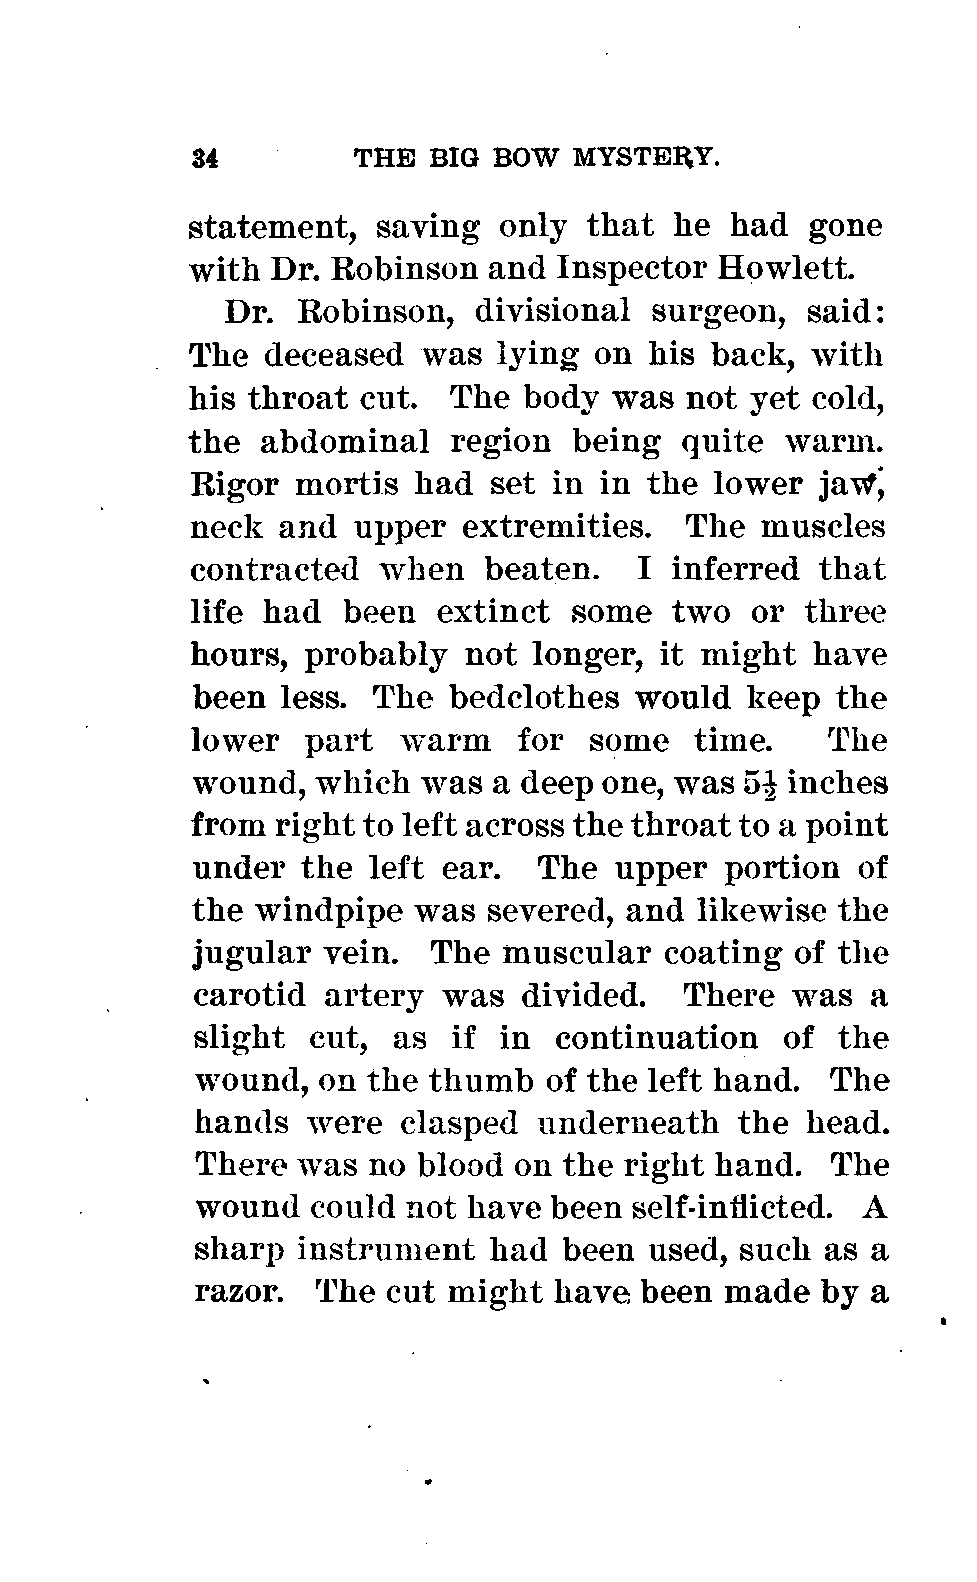 34 THE BIG BOW MYSTERY.
statement, saving only that he had gone
with Dr. Robinson and Inspector Howlett.
Dr. Robinson, divisional surgeon, said:
The deceased was lying on his back, with
his throat cut. The body was not yet cold,
the abdominal region being quite warm.
Rigor mortis had set in in the lower jaw,
neck and upper extremities. The muscles
contracted when beaten. I inferred that
life had been extinct some two or three
hours, probably not longer, it might have
been less. The bedclothes would keep the
lower part warm for some time. The
wound, which was a deep one, was 5½ inches
from right to left across the throat to a point
under the left ear. The upper portion of
the windpipe was severed, and likewise the
jugular vein. The muscular coating of the
carotid artery was divided. There was a
slight cut, as if in continuation of the
wound, on the thumb of the left hand. The
hands were clasped underneath the head.
There was no blood on the right hand. The
wound could not have been self-inflicted. A
sharp instrument had been used, such as a
razor. The cut might have been made by a